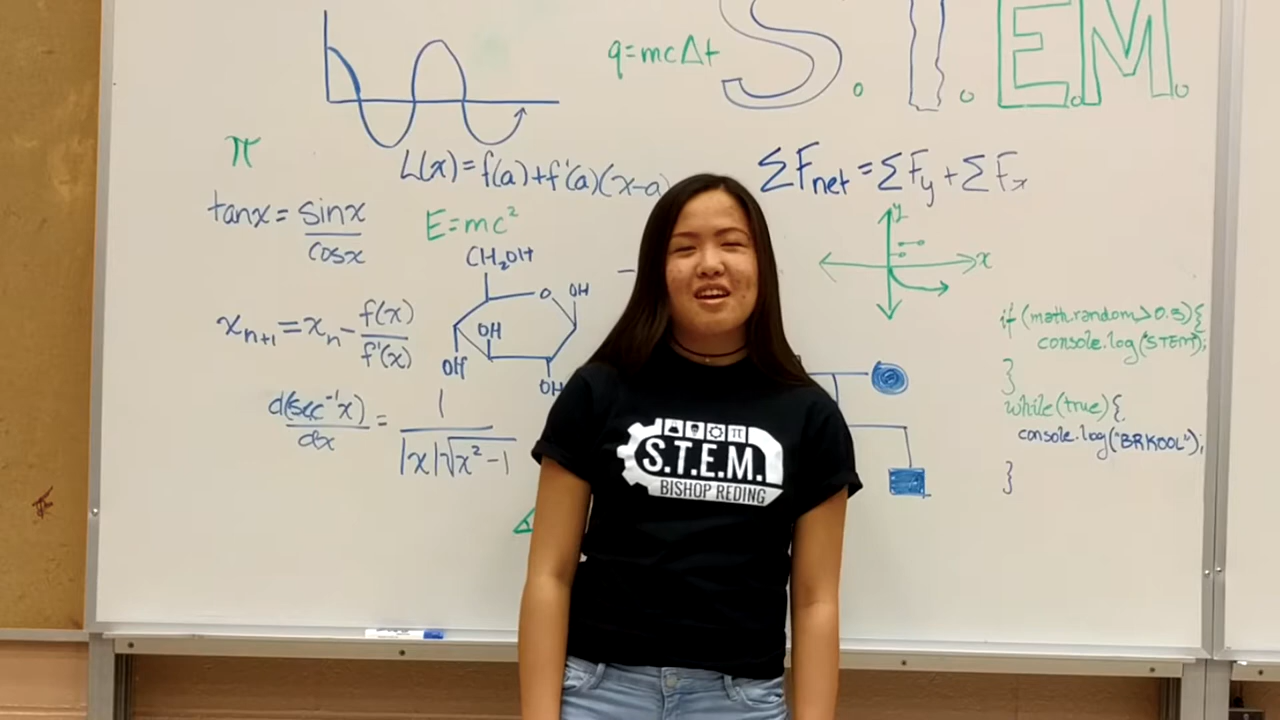 S.T.E.M.
q=mcΔt
π
L(x)=f(a)+f'(a)(x-a)
ΣFnet=ΣFy+ΣFx
tanx=sinx
cosx
E=mc²
y
x
CH₂OH
O OH
OH
OH
OH
xn+1=xn-f(x)
f'(x)
d(sec⁻¹x) = 1
dx |x|√x²-1
if (math.random>0.3){
console.log("STEM");
}
while(true){
console.log("BRKOOL");
}
π
S.T.E.M.
BISHOP REDING